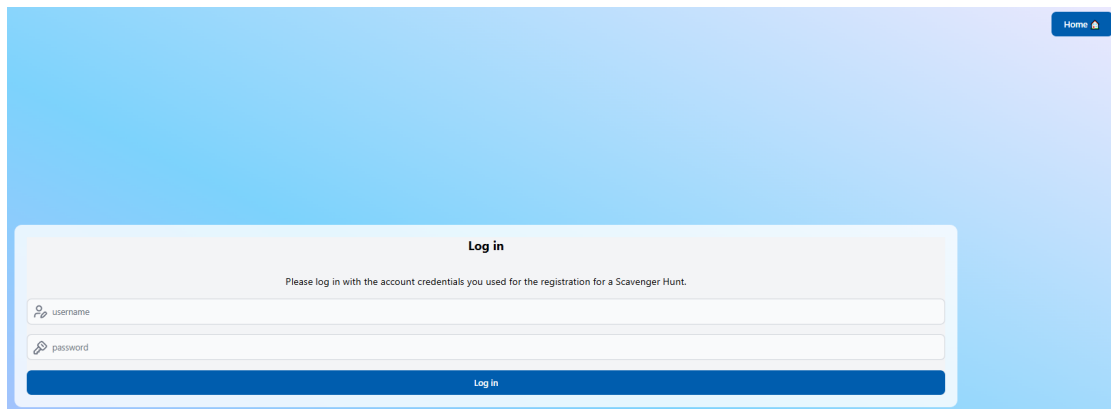 Home
Log in
Please log in with the account credentials you used for the registration for a Scavenger Hunt.
username
password
Log in